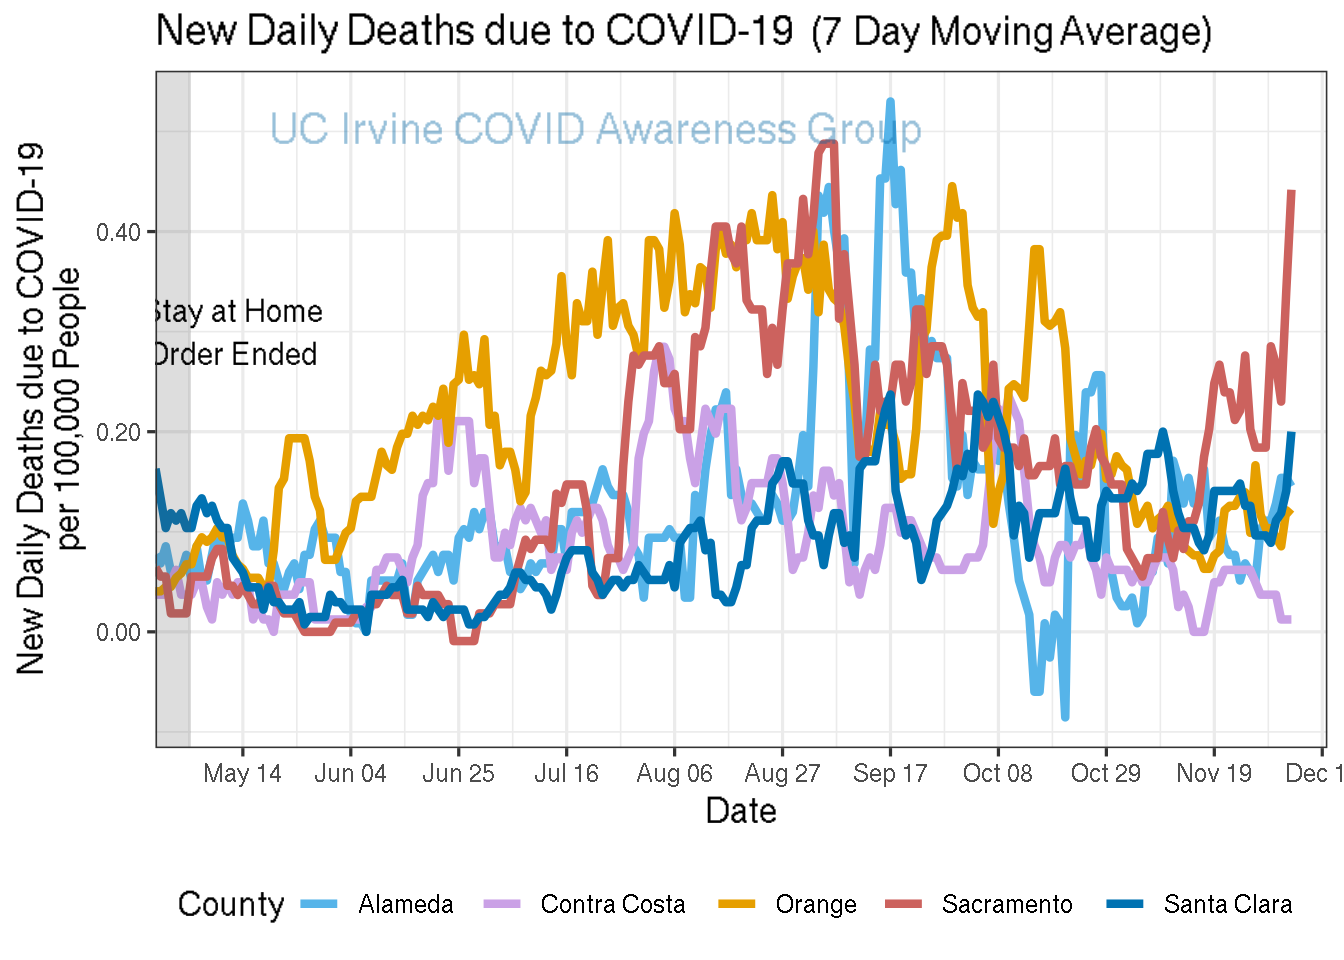 New Daily Deaths due to COVID-19 (7 Day Moving Average)
UC Irvine COVID Awareness Group
New Daily Deaths due to COVID-19
per 100,000 People
0.40
0.20
0.00
Stay at Home
Order Ended
May 14 Jun 04 Jun 25 Jul 16 Aug 06 Aug 27 Sep 17 Oct 08 Oct 29 Nov 19 Dec 1
Date
County Alameda Contra Costa Orange Sacramento Santa Clara